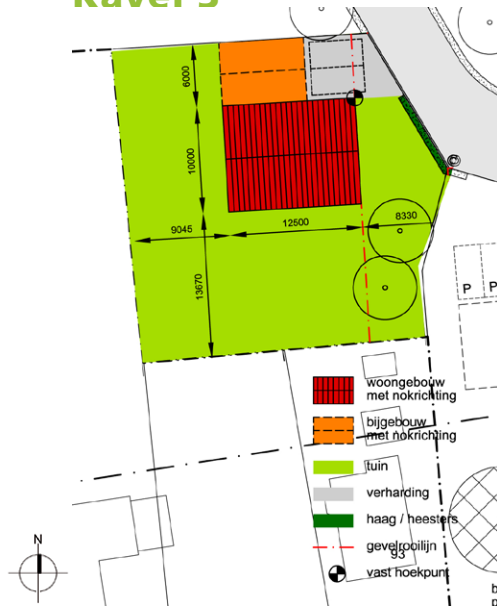 Kavel 5
6000
10000
9045
12500
8330
13670
P P
woongebouw
met nokrichting
bijgebouw
met nokrichting
tuin
verharding
haag / heesters
gevelrooilijn
93
vast hoekpunt
N